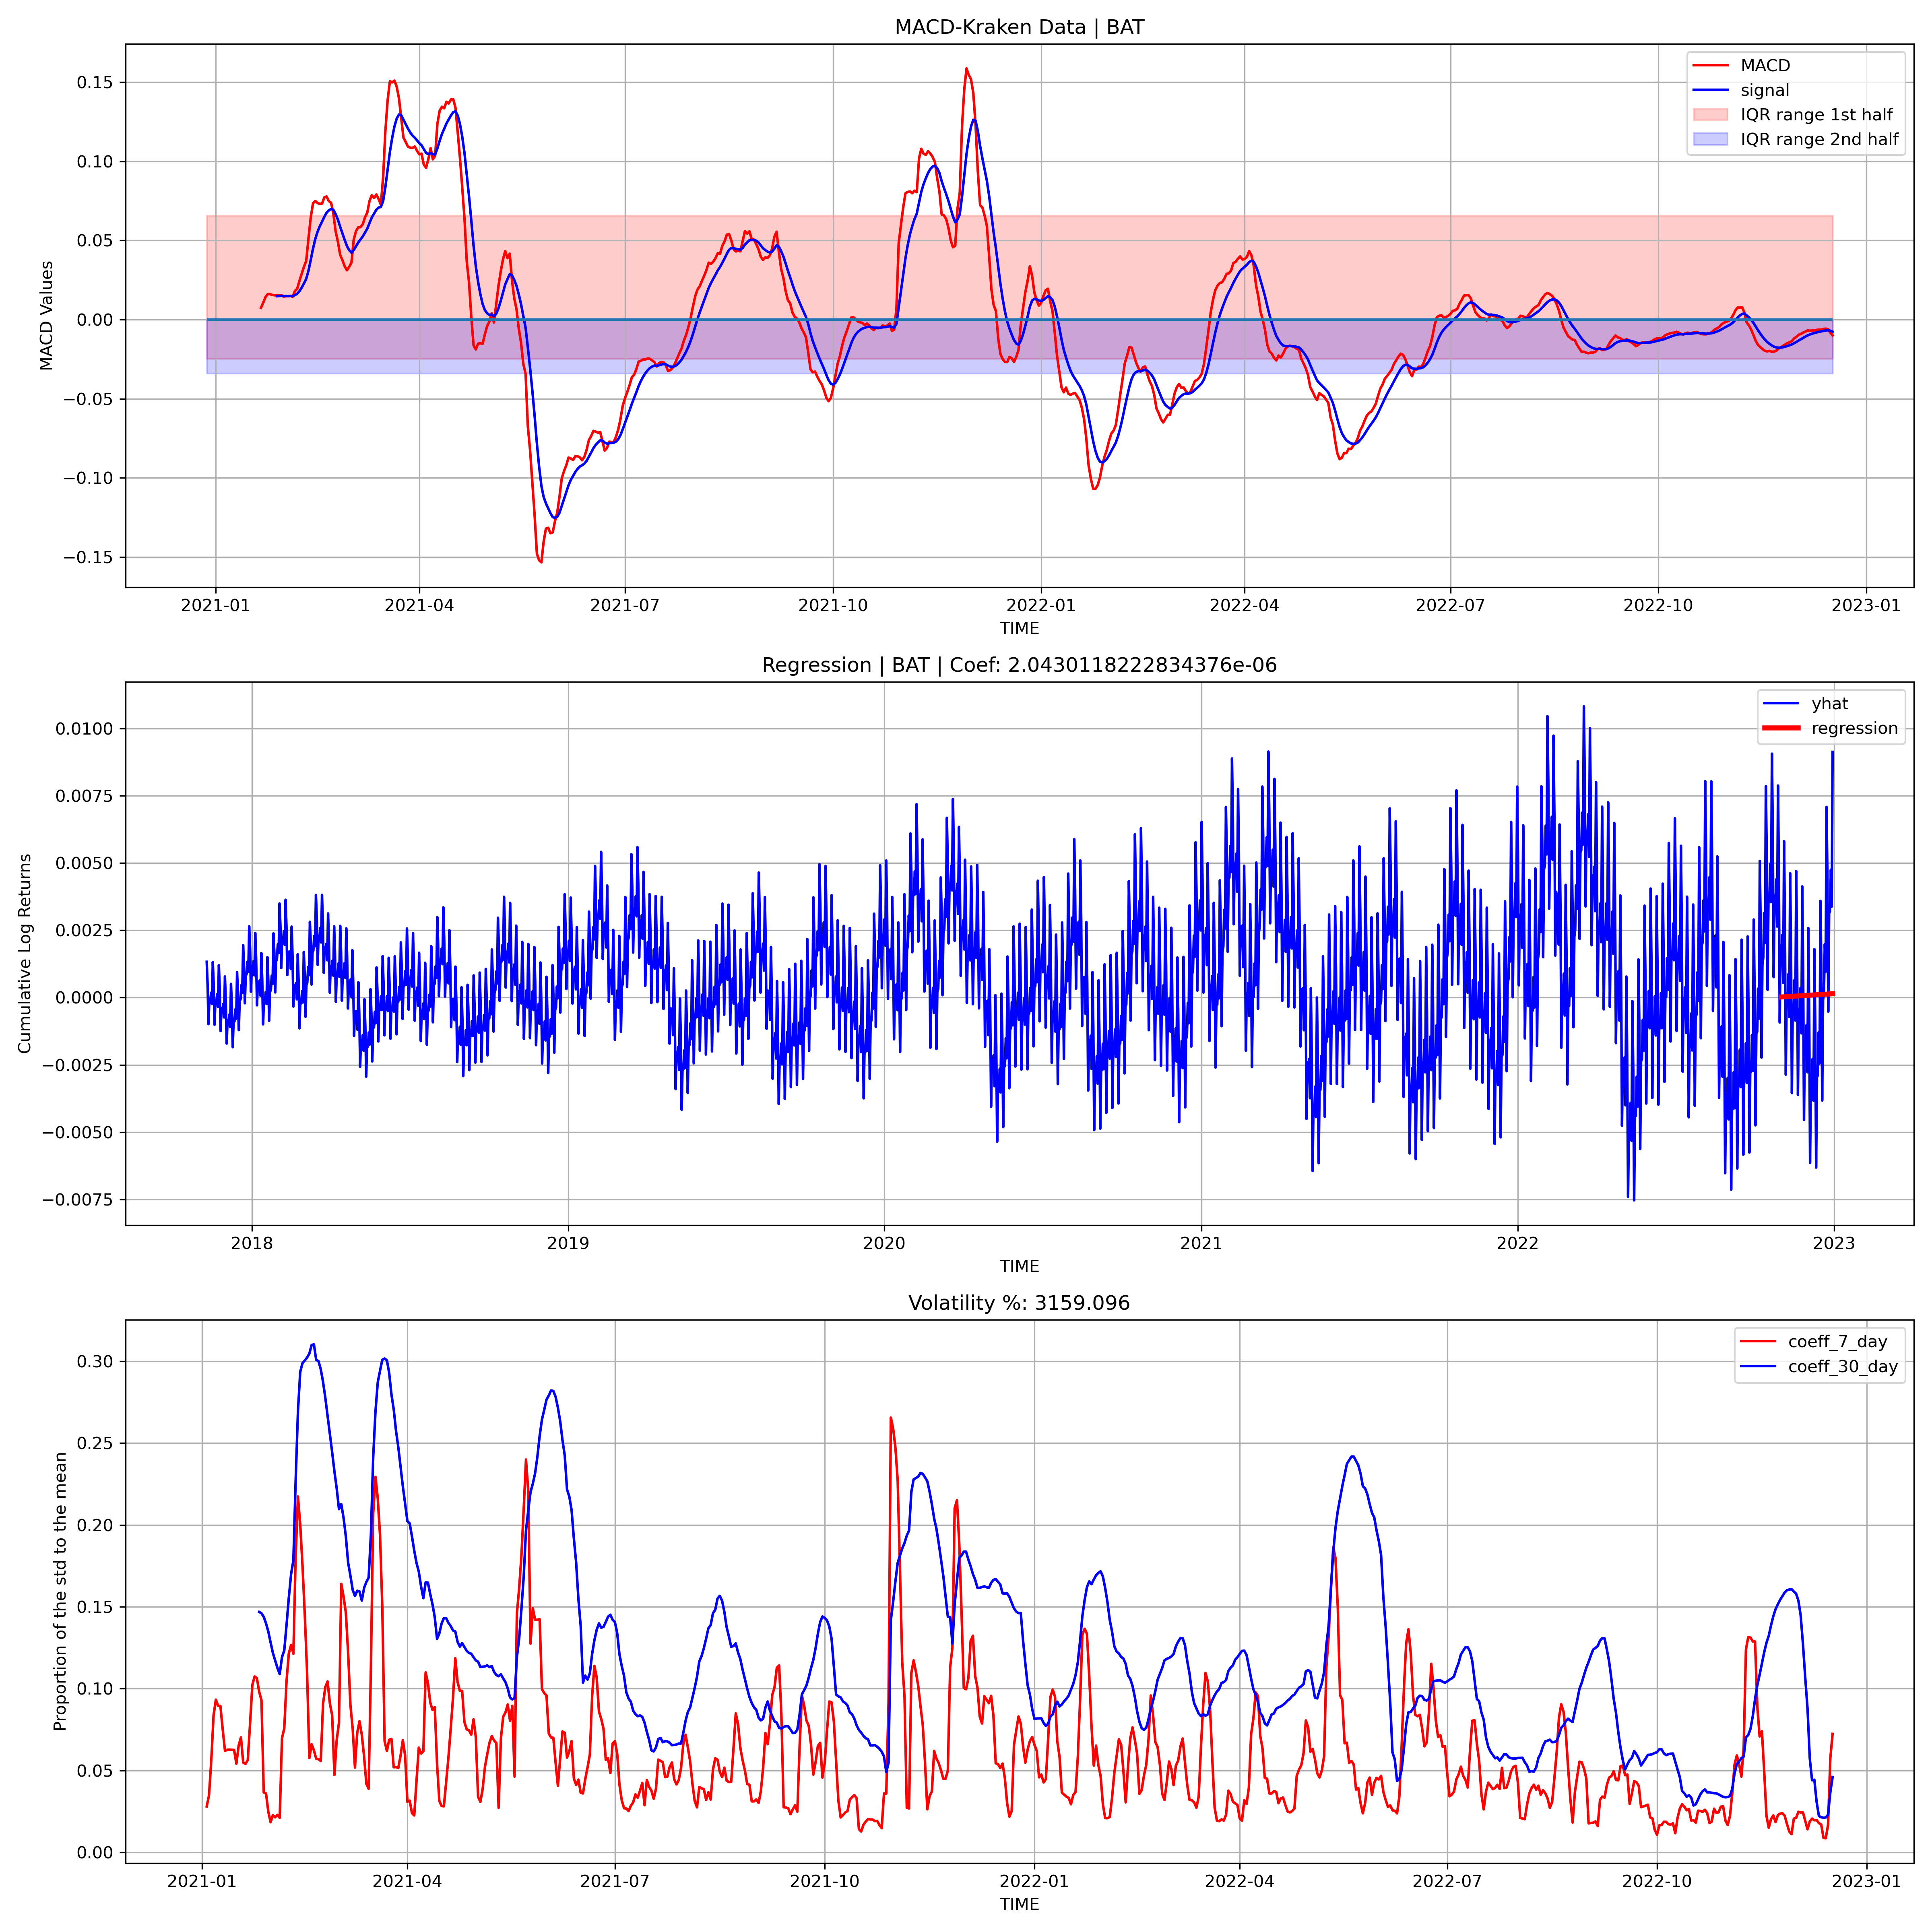 MACD-Kraken Data | BAT
MACD
signal
IQR range 1st half
IQR range 2nd half
0.15
0.10
0.05
0.00
−0.05
−0.10
−0.15
MACD Values
2021-01 2021-04 2021-07 2021-10 2022-01 2022-04 2022-07 2022-10 2023-01
TIME
Regression | BAT | Coef: 2.0430118222834376e-06
yhat
regression
0.0100
0.0075
0.0050
0.0025
0.0000
−0.0025
−0.0050
−0.0075
Cumulative Log Returns
2018 2019 2020 2021 2022 2023
TIME
Volatility %: 3159.096
coeff_7_day
coeff_30_day
0.30
0.25
0.20
0.15
0.10
0.05
0.00
Proportion of the std to the mean
2021-01 2021-04 2021-07 2021-10 2022-01 2022-04 2022-07 2022-10 2023-01
TIME